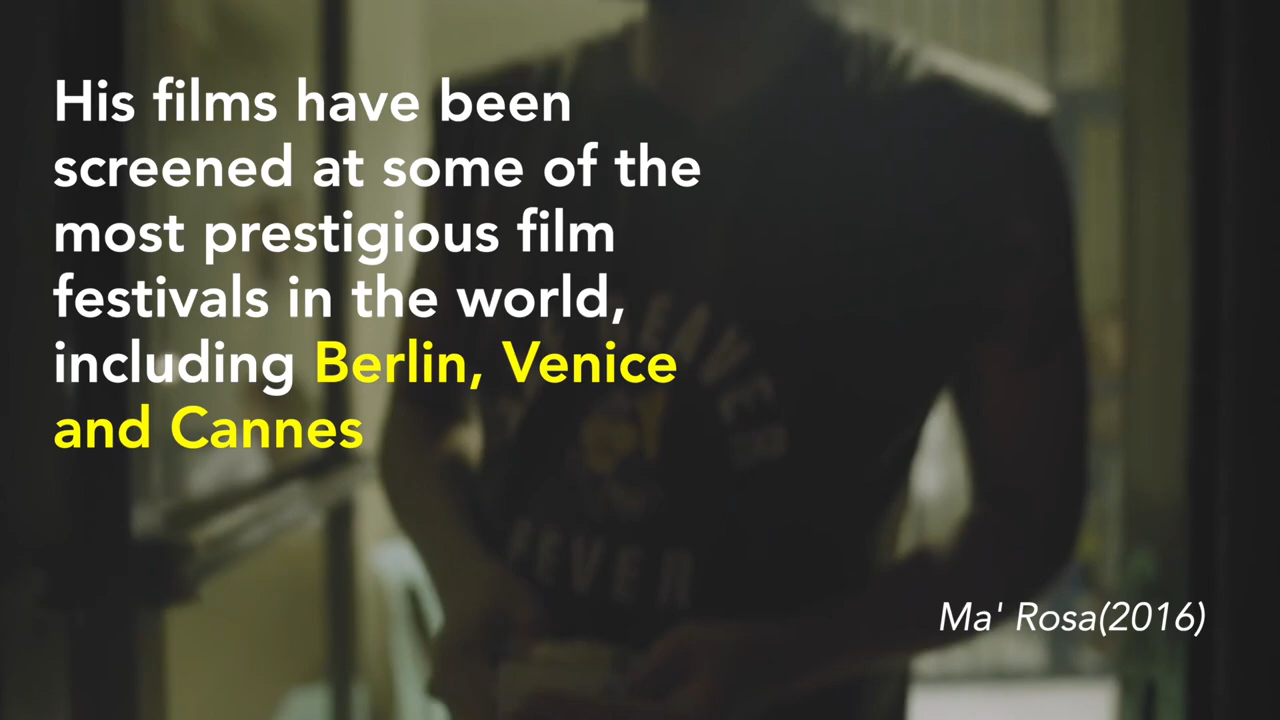 His films have been
screened at some of the
most prestigious film
festivals in the world,
including Berlin, Venice
and Cannes
FEVER
Ma' Rosa(2016)